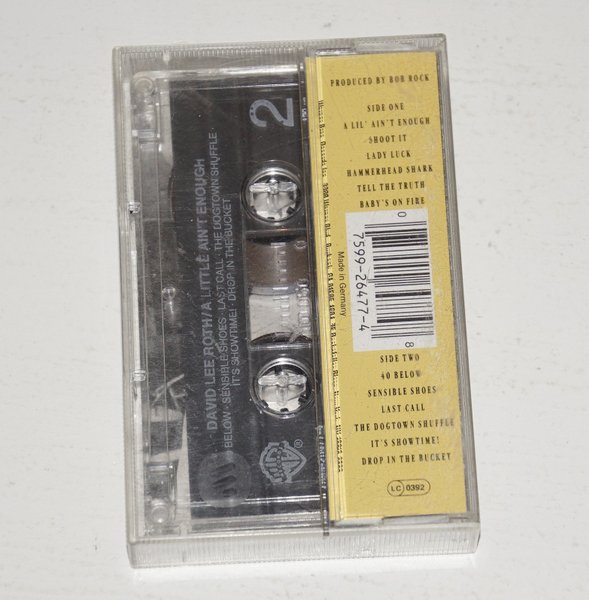 2
DAVID LEE ROTH/A LITTLE AIN'T ENOUGH
BELOW · SENSIBLE SHOES · LAST CALL · THE DOGTOWN SHUFFLE ·
IT'S SHOWTIME! · DROP IN THE BUCKET
Made in Germany
PRODUCED BY BOB ROCK
SIDE ONE
A LIL' AIN'T ENOUGH
SHOOT IT
LADY LUCK
HAMMERHEAD SHARK
TELL THE TRUTH
BABY'S ON FIRE
0
7599-26477-4
8
SIDE TWO
40 BELOW
SENSIBLE SHOES
LAST CALL
THE DOGTOWN SHUFFLE
IT'S SHOWTIME!
DROP IN THE BUCKET
LC 0392